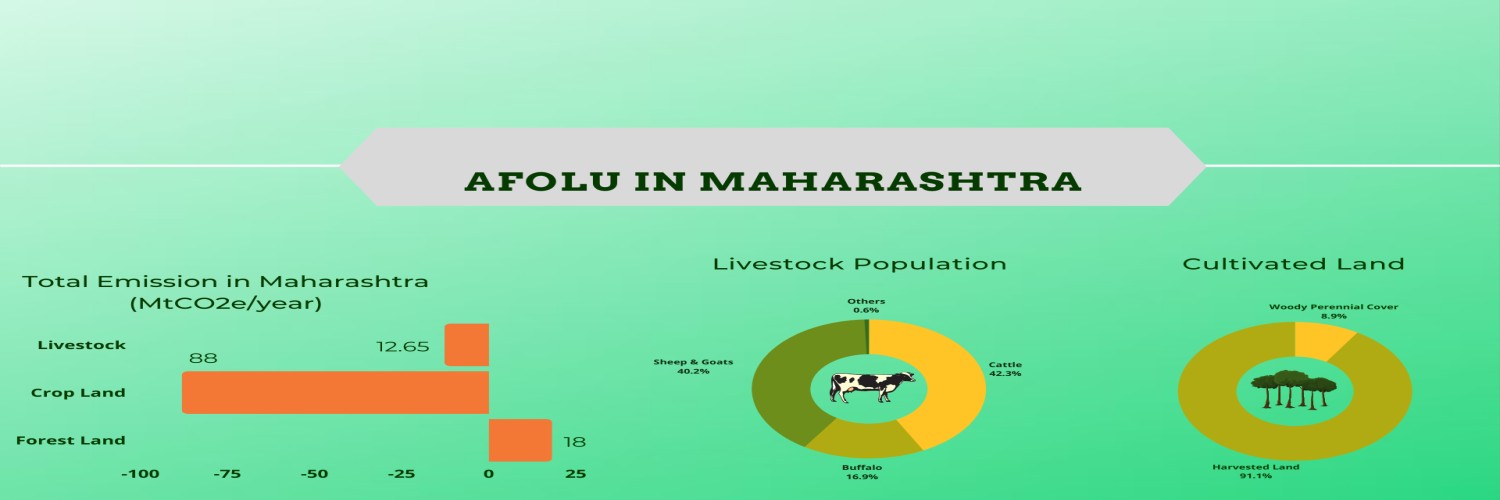 AFOLU IN MAHARASHTRA
Total Emission in Maharashtra
(MtCO2e/year)
Livestock
12.65
88
Crop Land
Forest Land
18
-100
-75
-50
-25
0
25
Livestock Population
Others
0.6%
Sheep & Goats
40.2%
Cattle
42.3%
Buffalo
16.9%
Cultivated Land
Woody Perennial Cover
8.9%
Harvested Land
91.1%